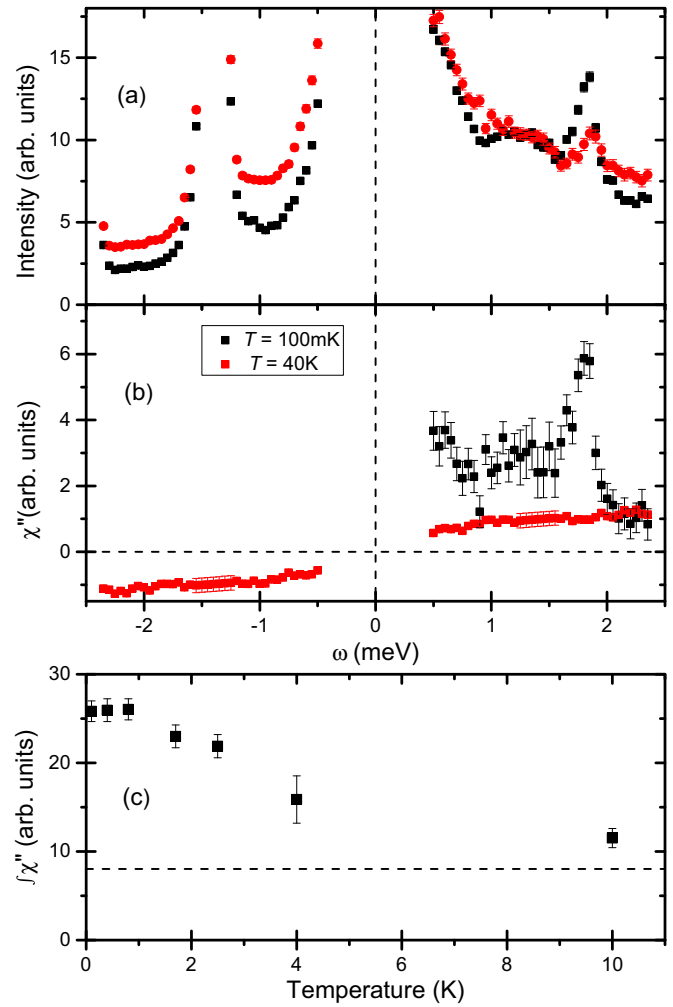 15
10
5
0
Intensity (arb. units)
(a)
6
4
2
0
χ"(arb. units)
(b)
T = 100mK
T = 40K
-2 -1 0 1 2
ω (meV)
30
20
10
0
∫χ" (arb. units)
(c)
0 2 4 6 8 10
Temperature (K)